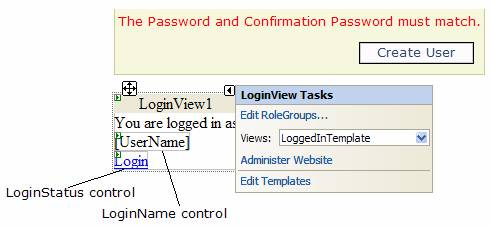 The Password and Confirmation Password must match.
Create User
LoginView1
LoginView Tasks
You are logged in as
Edit RoleGroups...
[UserName]
Views: LoggedInTemplate
Login
Administer Website
Edit Templates
LoginStatus control
LoginName control